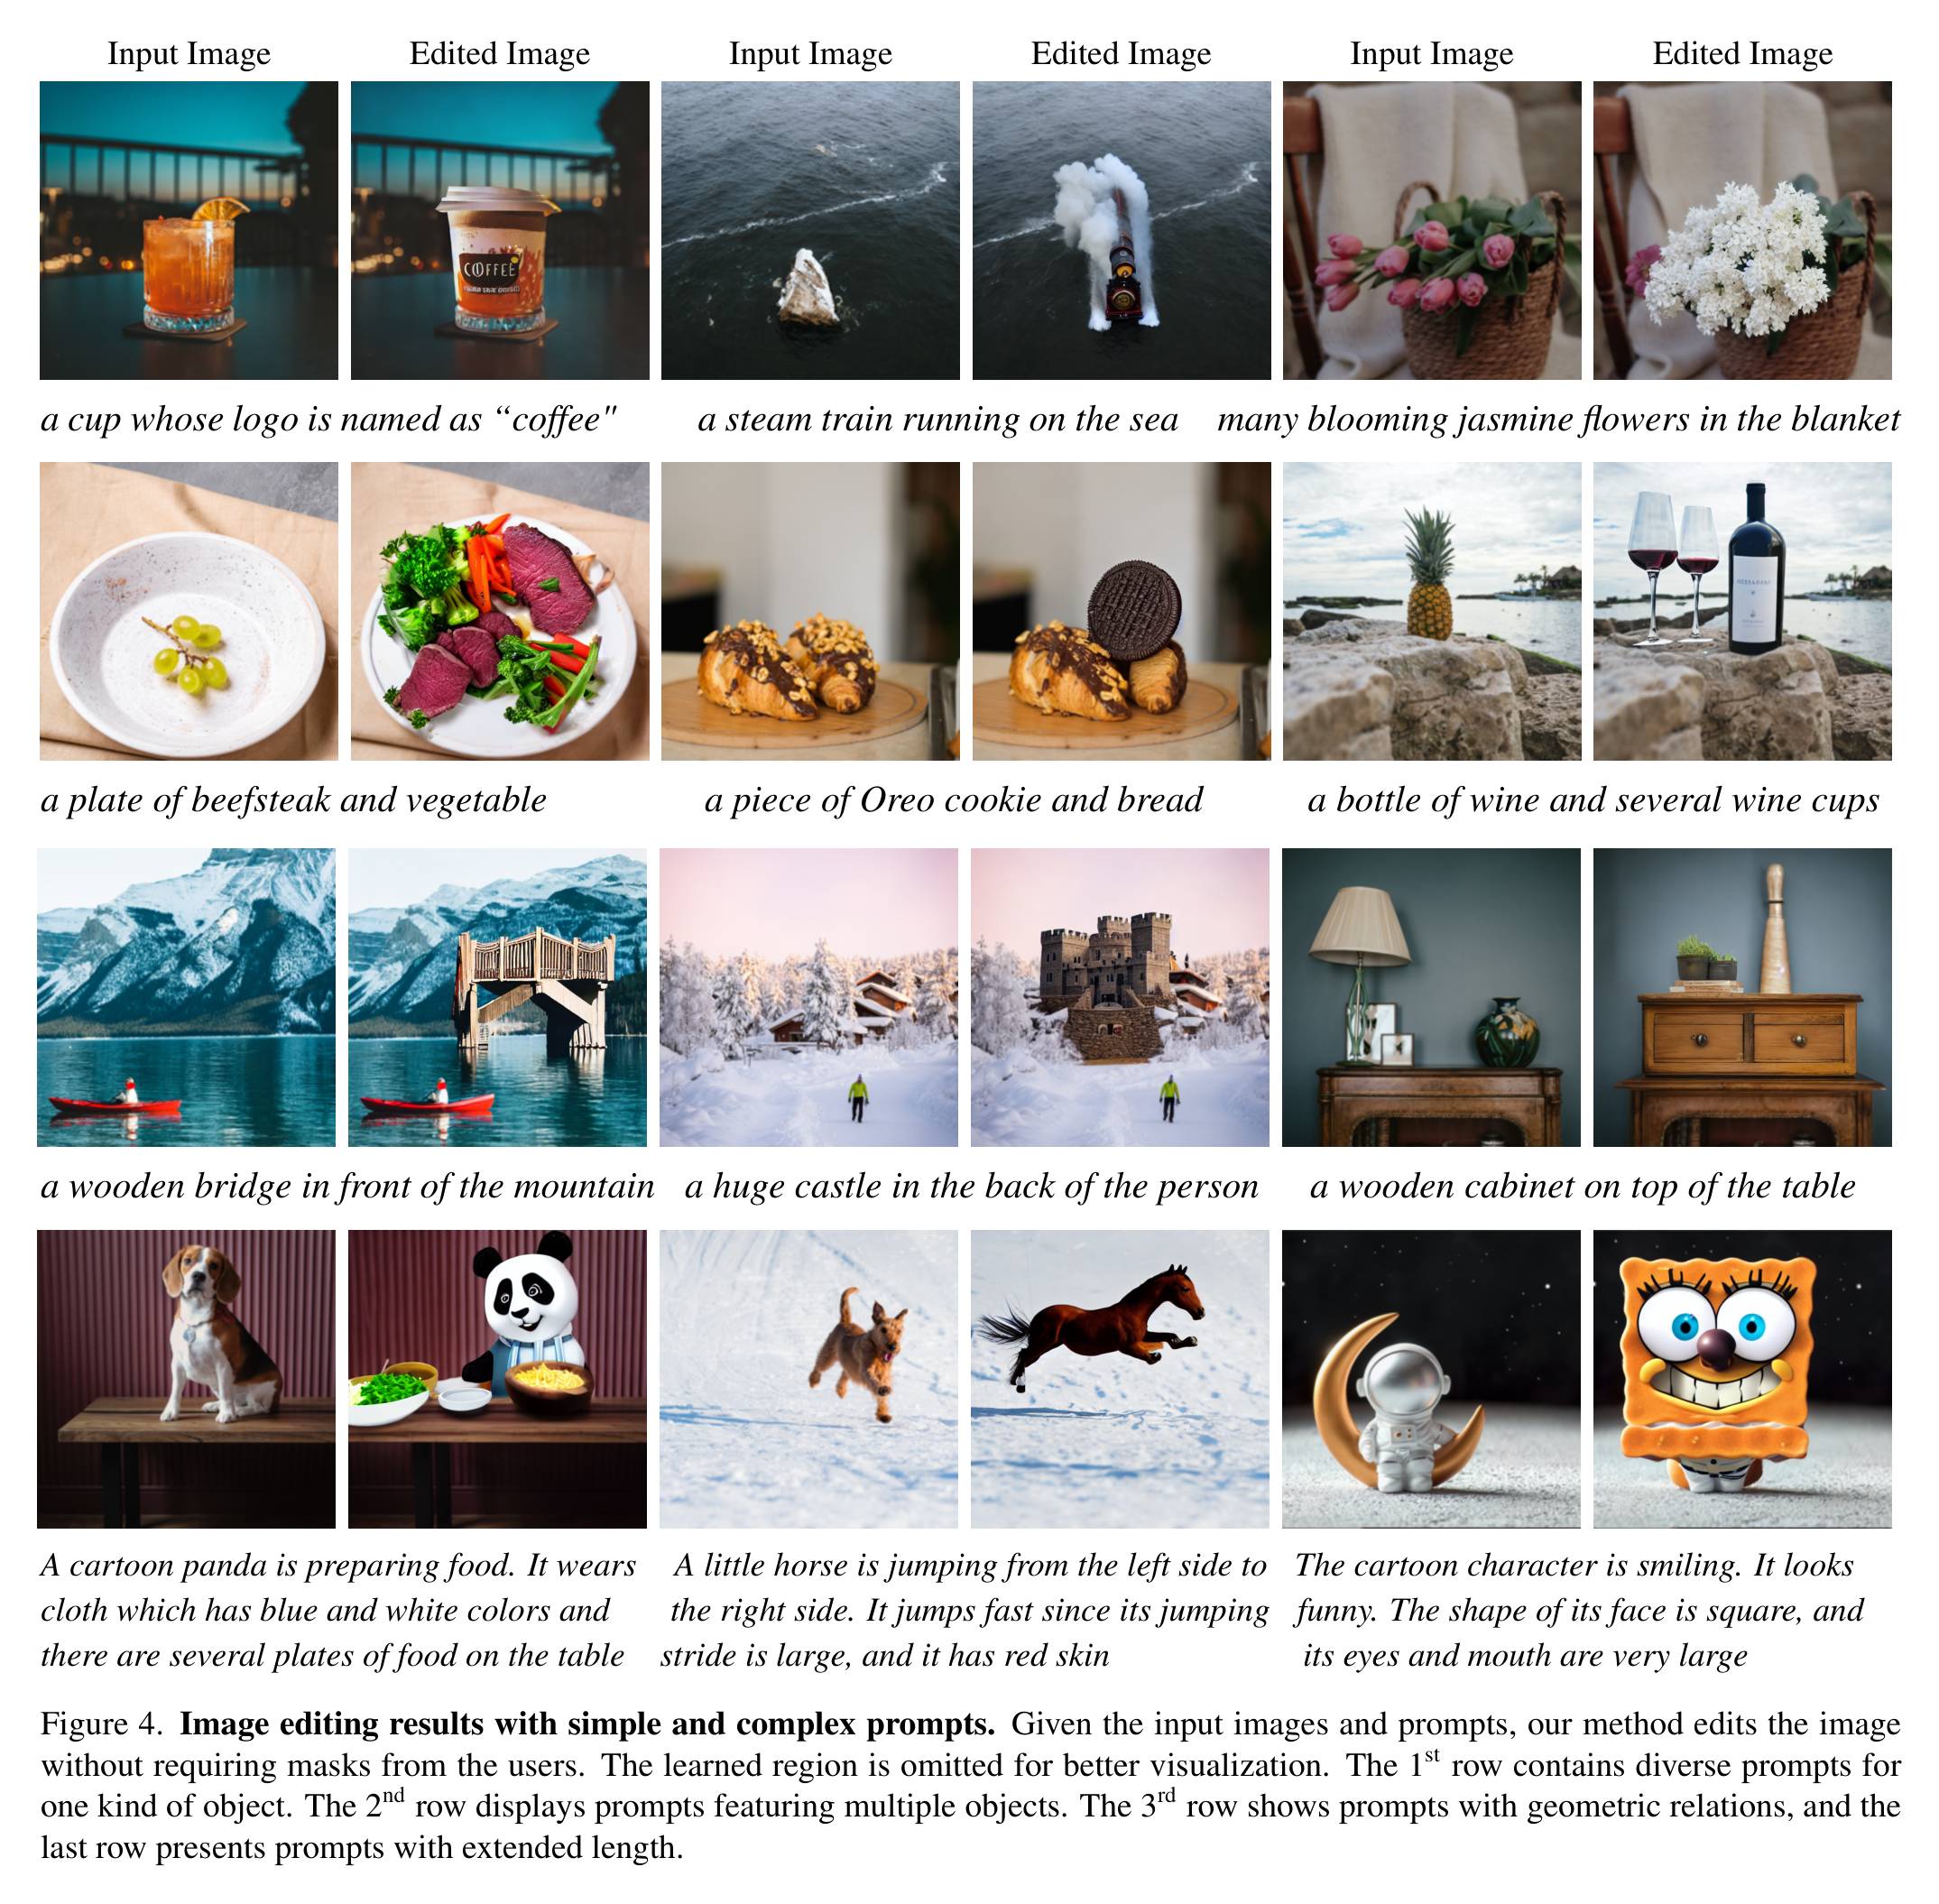 Input Image Edited Image Input Image Edited Image Input Image Edited Image
COFFEE
a cup whose logo is named as “coffee" a steam train running on the sea many blooming jasmine flowers in the blanket
a plate of beefsteak and vegetable a piece of Oreo cookie and bread a bottle of wine and several wine cups
a wooden bridge in front of the mountain a huge castle in the back of the person a wooden cabinet on top of the table
A cartoon panda is preparing food. It wears
cloth which has blue and white colors and
there are several plates of food on the table
A little horse is jumping from the left side to
the right side. It jumps fast since its jumping
stride is large, and it has red skin
The cartoon character is smiling. It looks
funny. The shape of its face is square, and
its eyes and mouth are very large
Figure 4. Image editing results with simple and complex prompts. Given the input images and prompts, our method edits the image
without requiring masks from the users. The learned region is omitted for better visualization. The 1st row contains diverse prompts for
one kind of object. The 2nd row displays prompts featuring multiple objects. The 3rd row shows prompts with geometric relations, and the
last row presents prompts with extended length.